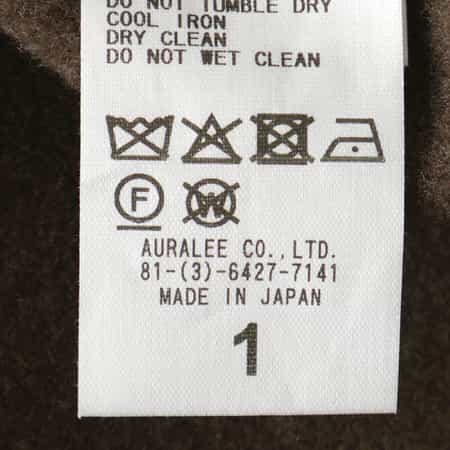 DO NOT TUMBLE DRY
COOL IRON
DRY CLEAN
DO NOT WET CLEAN
F W
AURALEE CO.,LTD.
81-(3)-6427-7141
MADE IN JAPAN
1